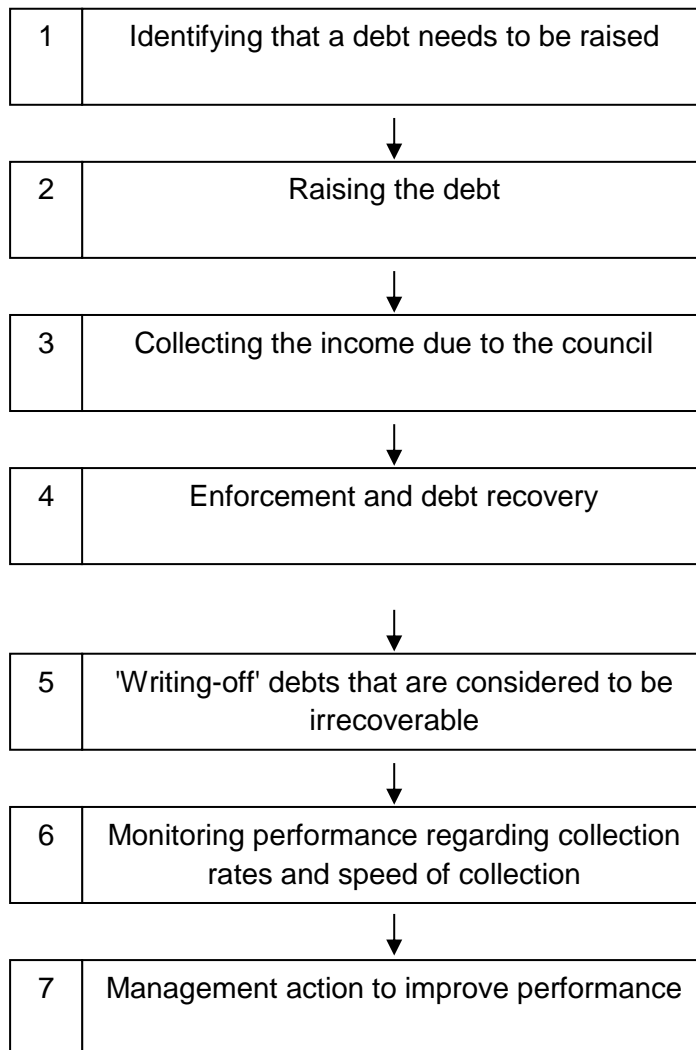 1 Identifying that a debt needs to be raised
2 Raising the debt
3 Collecting the income due to the council
4 Enforcement and debt recovery
5 'Writing-off' debts that are considered to be
irrecoverable
6 Monitoring performance regarding collection
rates and speed of collection
7 Management action to improve performance